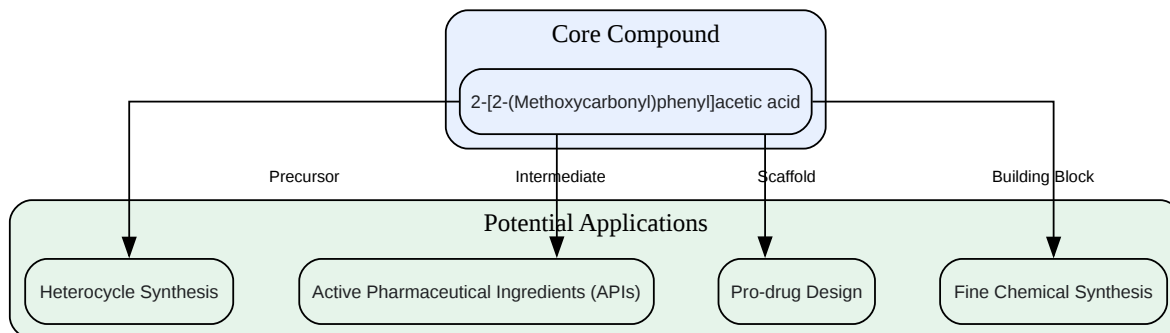 Core Compound
2-[2-(Methoxycarbonyl)phenyl]acetic acid
Precursor
Intermediate
Scaffold
Building Block
Potential Applications
Heterocycle Synthesis
Active Pharmaceutical Ingredients (APIs)
Pro-drug Design
Fine Chemical Synthesis